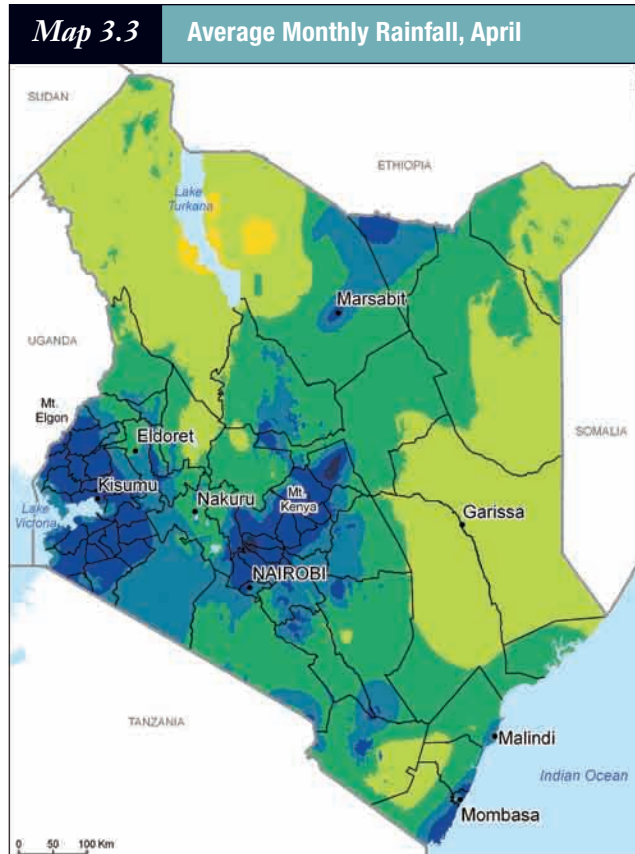 Map 3.3
Average Monthly Rainfall, April
SUDAN
ETHIOPIA
Lake
Turkana
Marsabit
UGANDA
Mt.
Elgon
Eldoret
SOMALIA
Kisumu
Nakuru
Mt.
Kenya
Lake
Victoria
Garissa
NAIROBI
TANZANIA
Malindi
Indian Ocean
Mombasa
0 50 100 Km